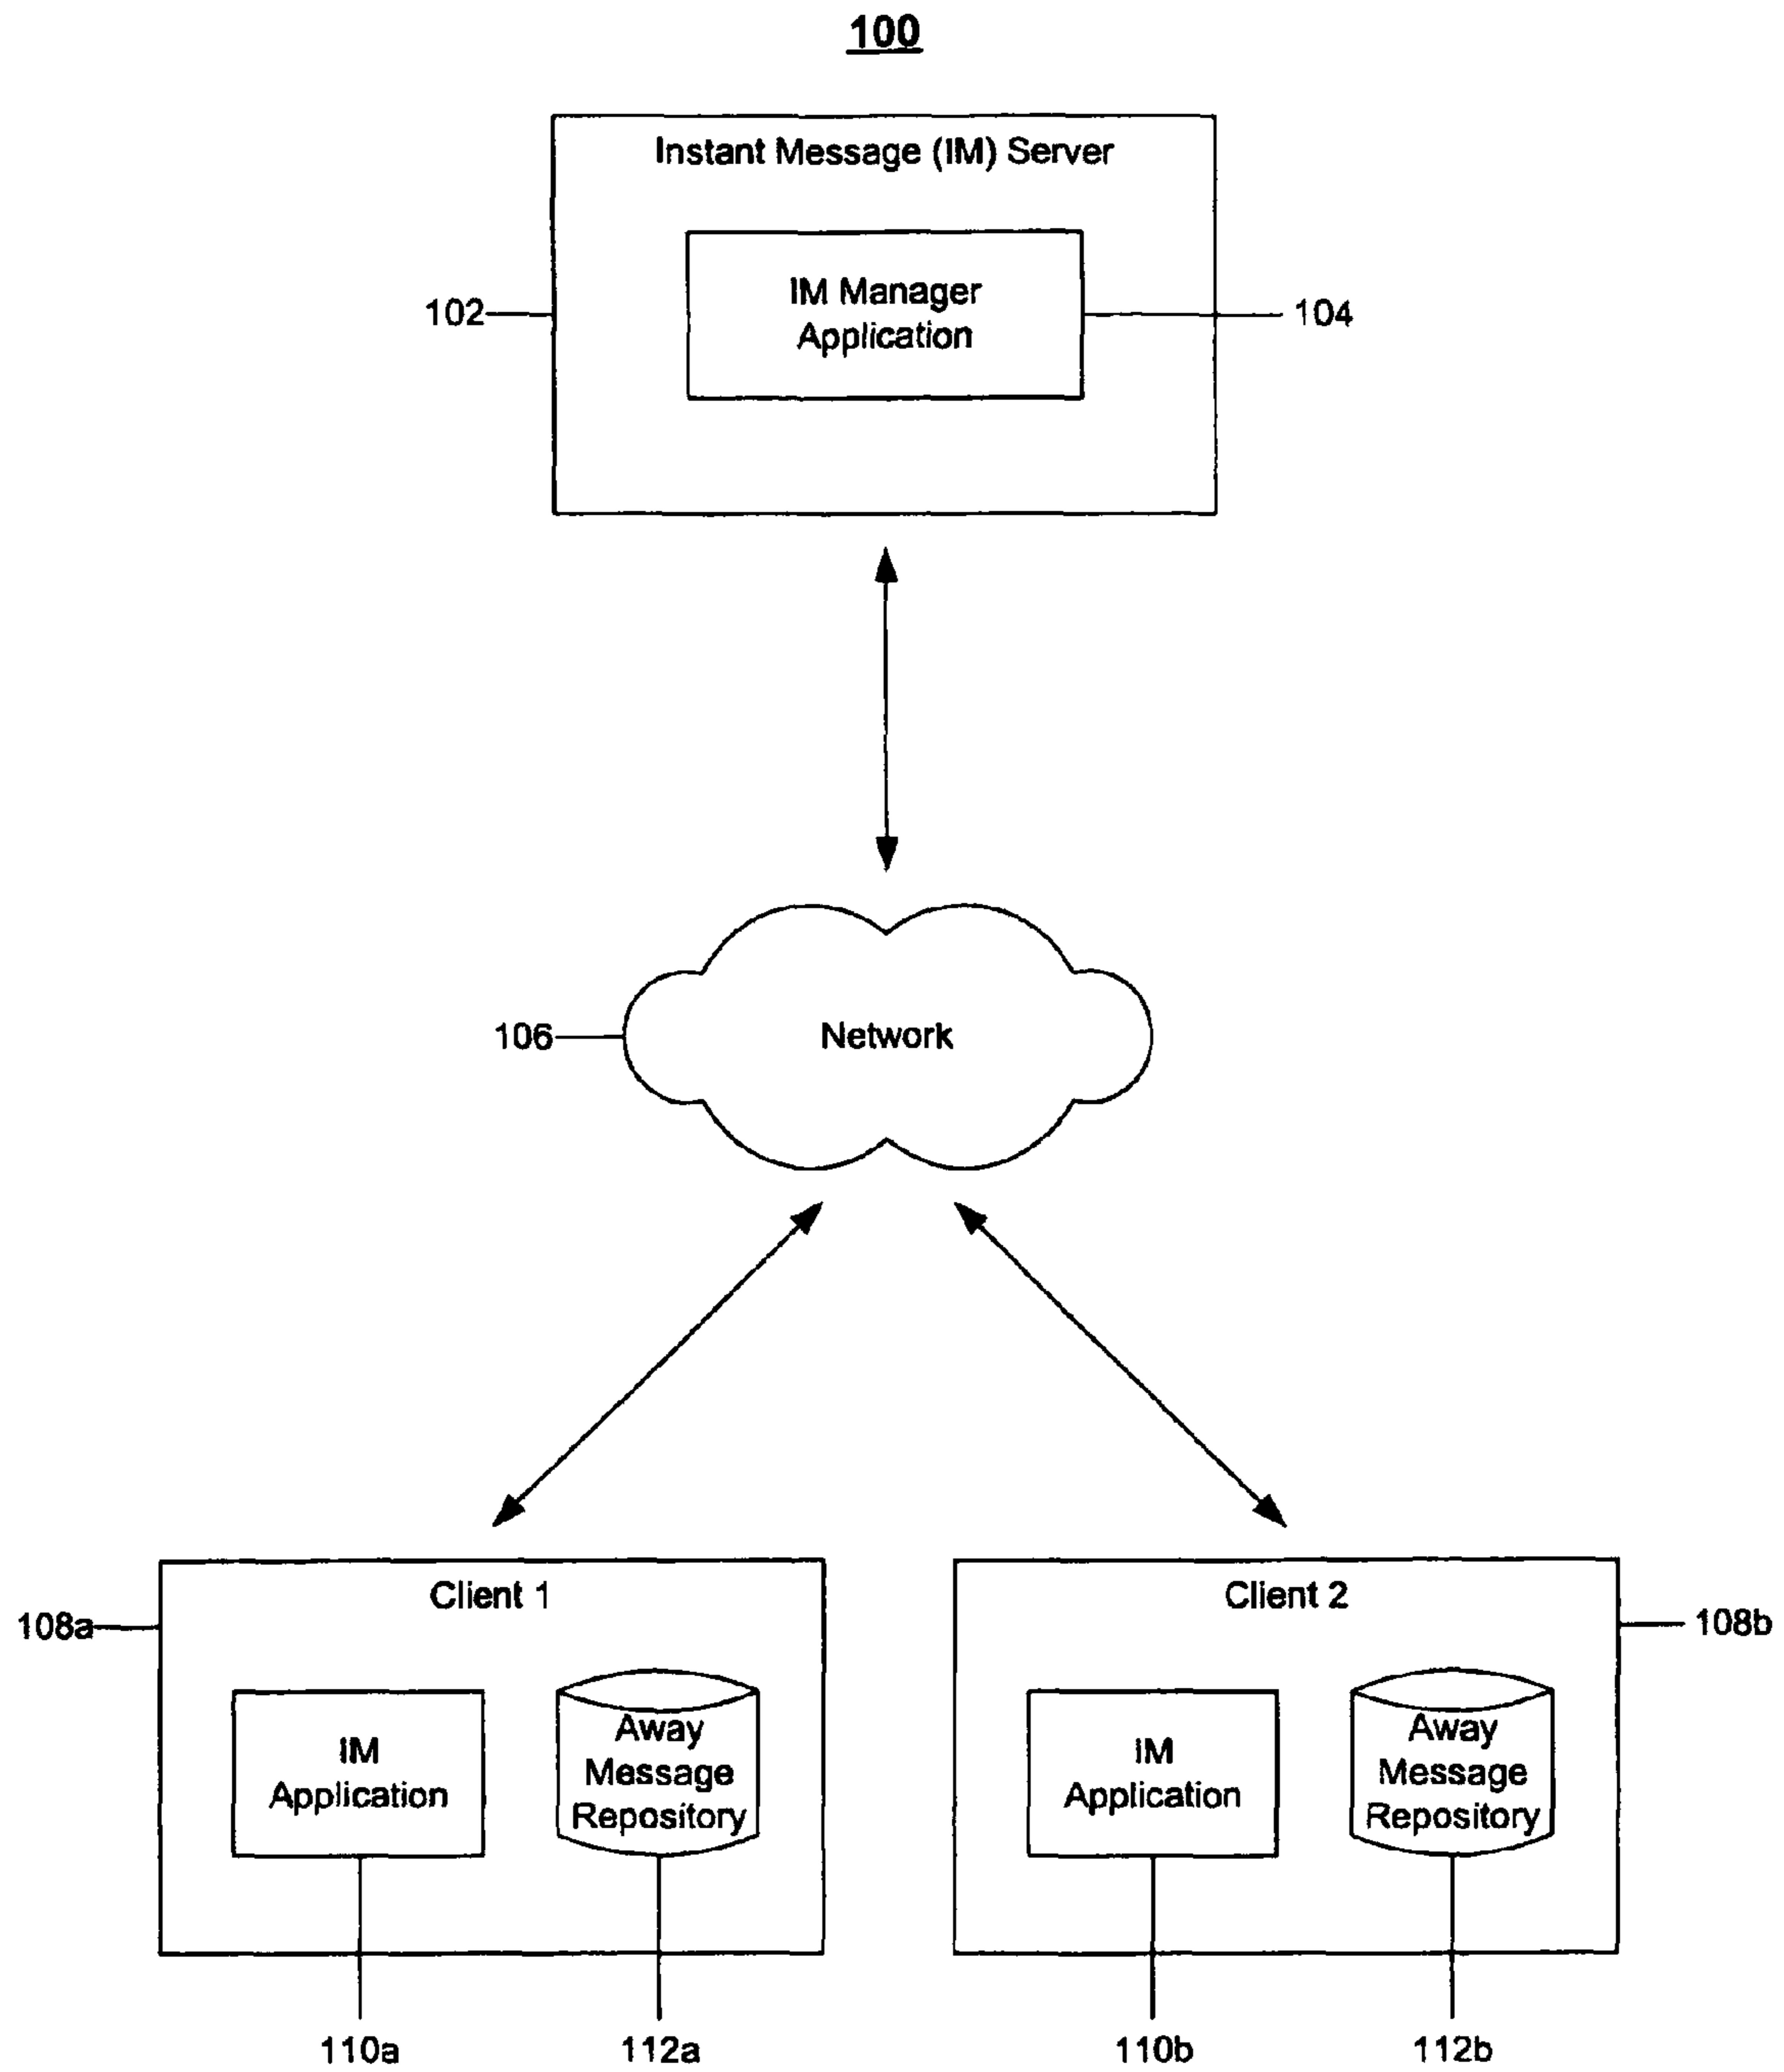 100
Instant Message (IM) Server
IM Manager
Application
102
104
106
Network
Client 1
108a
IM
Application
Away
Message
Repository
110a
112a
Client 2
108b
IM
Application
Away
Message
Repository
110b
112b